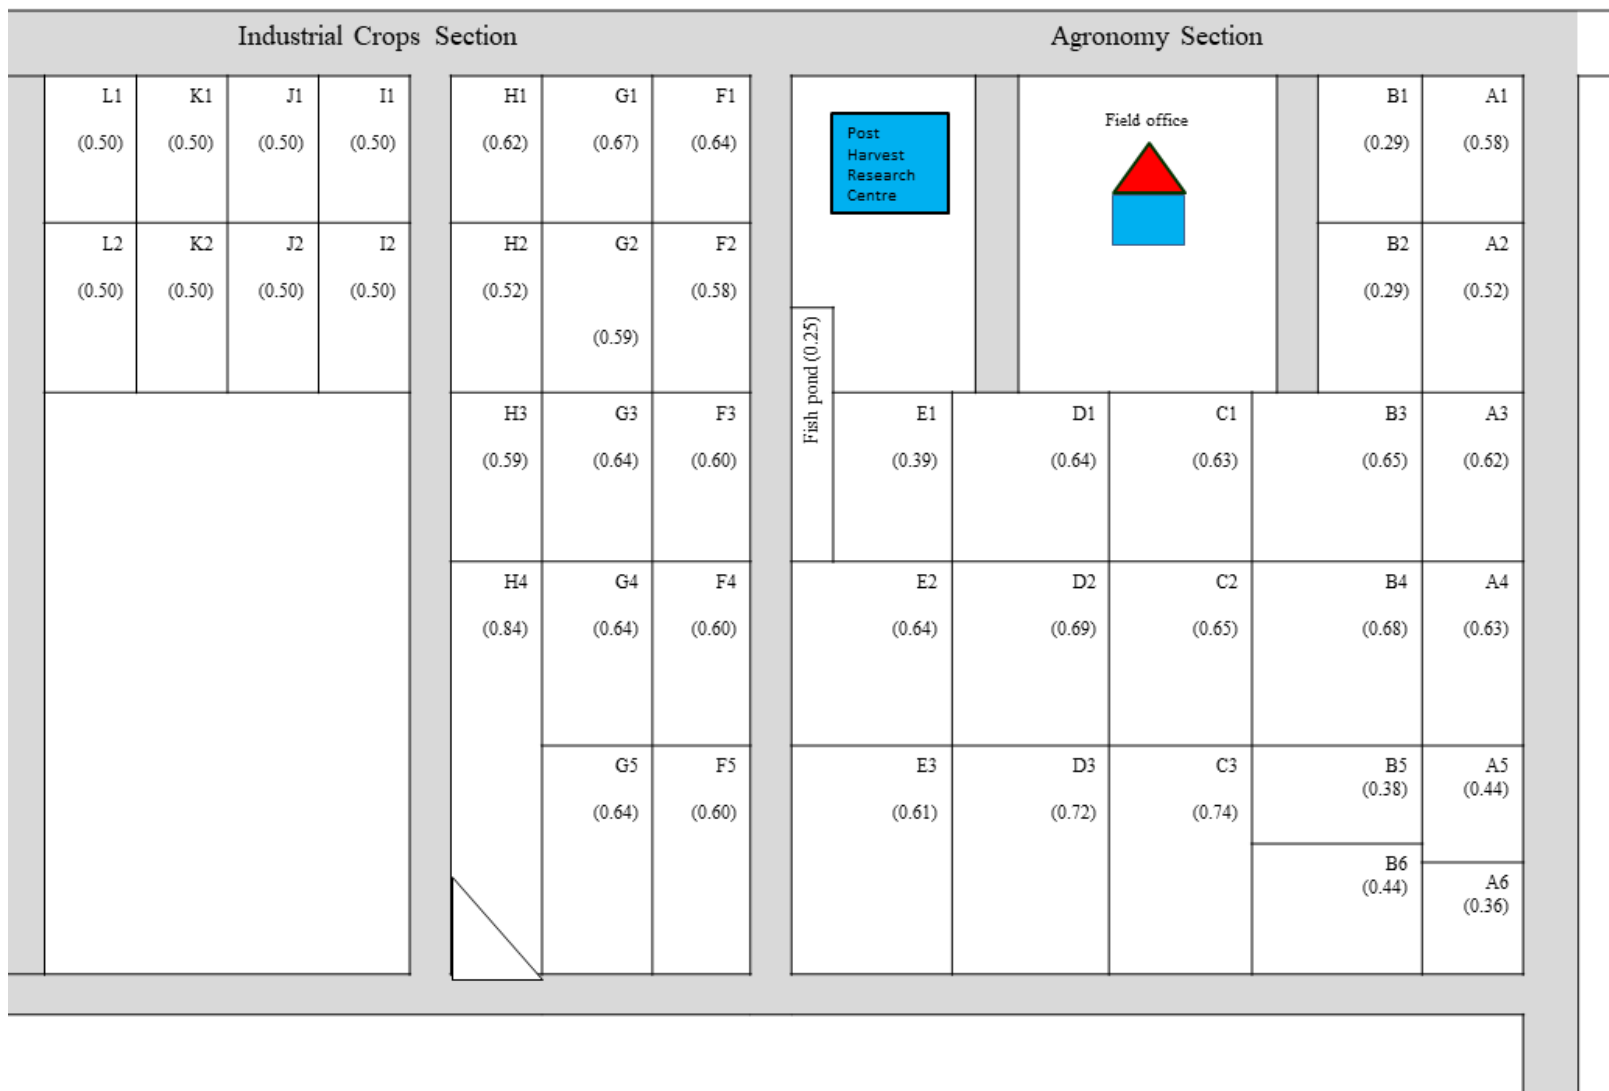 Industrial Crops Section
Agronomy Section
L1 K1 J1 I1 H1 G1 F1 B1 A1
(0.50) (0.50) (0.50) (0.50) (0.62) (0.67) (0.64) (0.29) (0.58)
Post
Harvest
Research
Centre
Field office
L2 K2 J2 I2 H2 G2 F2 B2 A2
(0.50) (0.50) (0.50) (0.50) (0.52) (0.58) (0.29) (0.52)
(0.59)
Fish pond (0.25)
H3 G3 F3 E1 D1 C1 B3 A3
(0.59) (0.64) (0.60) (0.39) (0.64) (0.63) (0.65) (0.62)
H4 G4 F4 E2 D2 C2 B4 A4
(0.84) (0.64) (0.60) (0.64) (0.69) (0.65) (0.68) (0.63)
G5 F5 E3 D3 C3 B5 A5
(0.38) (0.44)
(0.64) (0.60) (0.61) (0.72) (0.74)
B6
(0.44)
A6
(0.36)